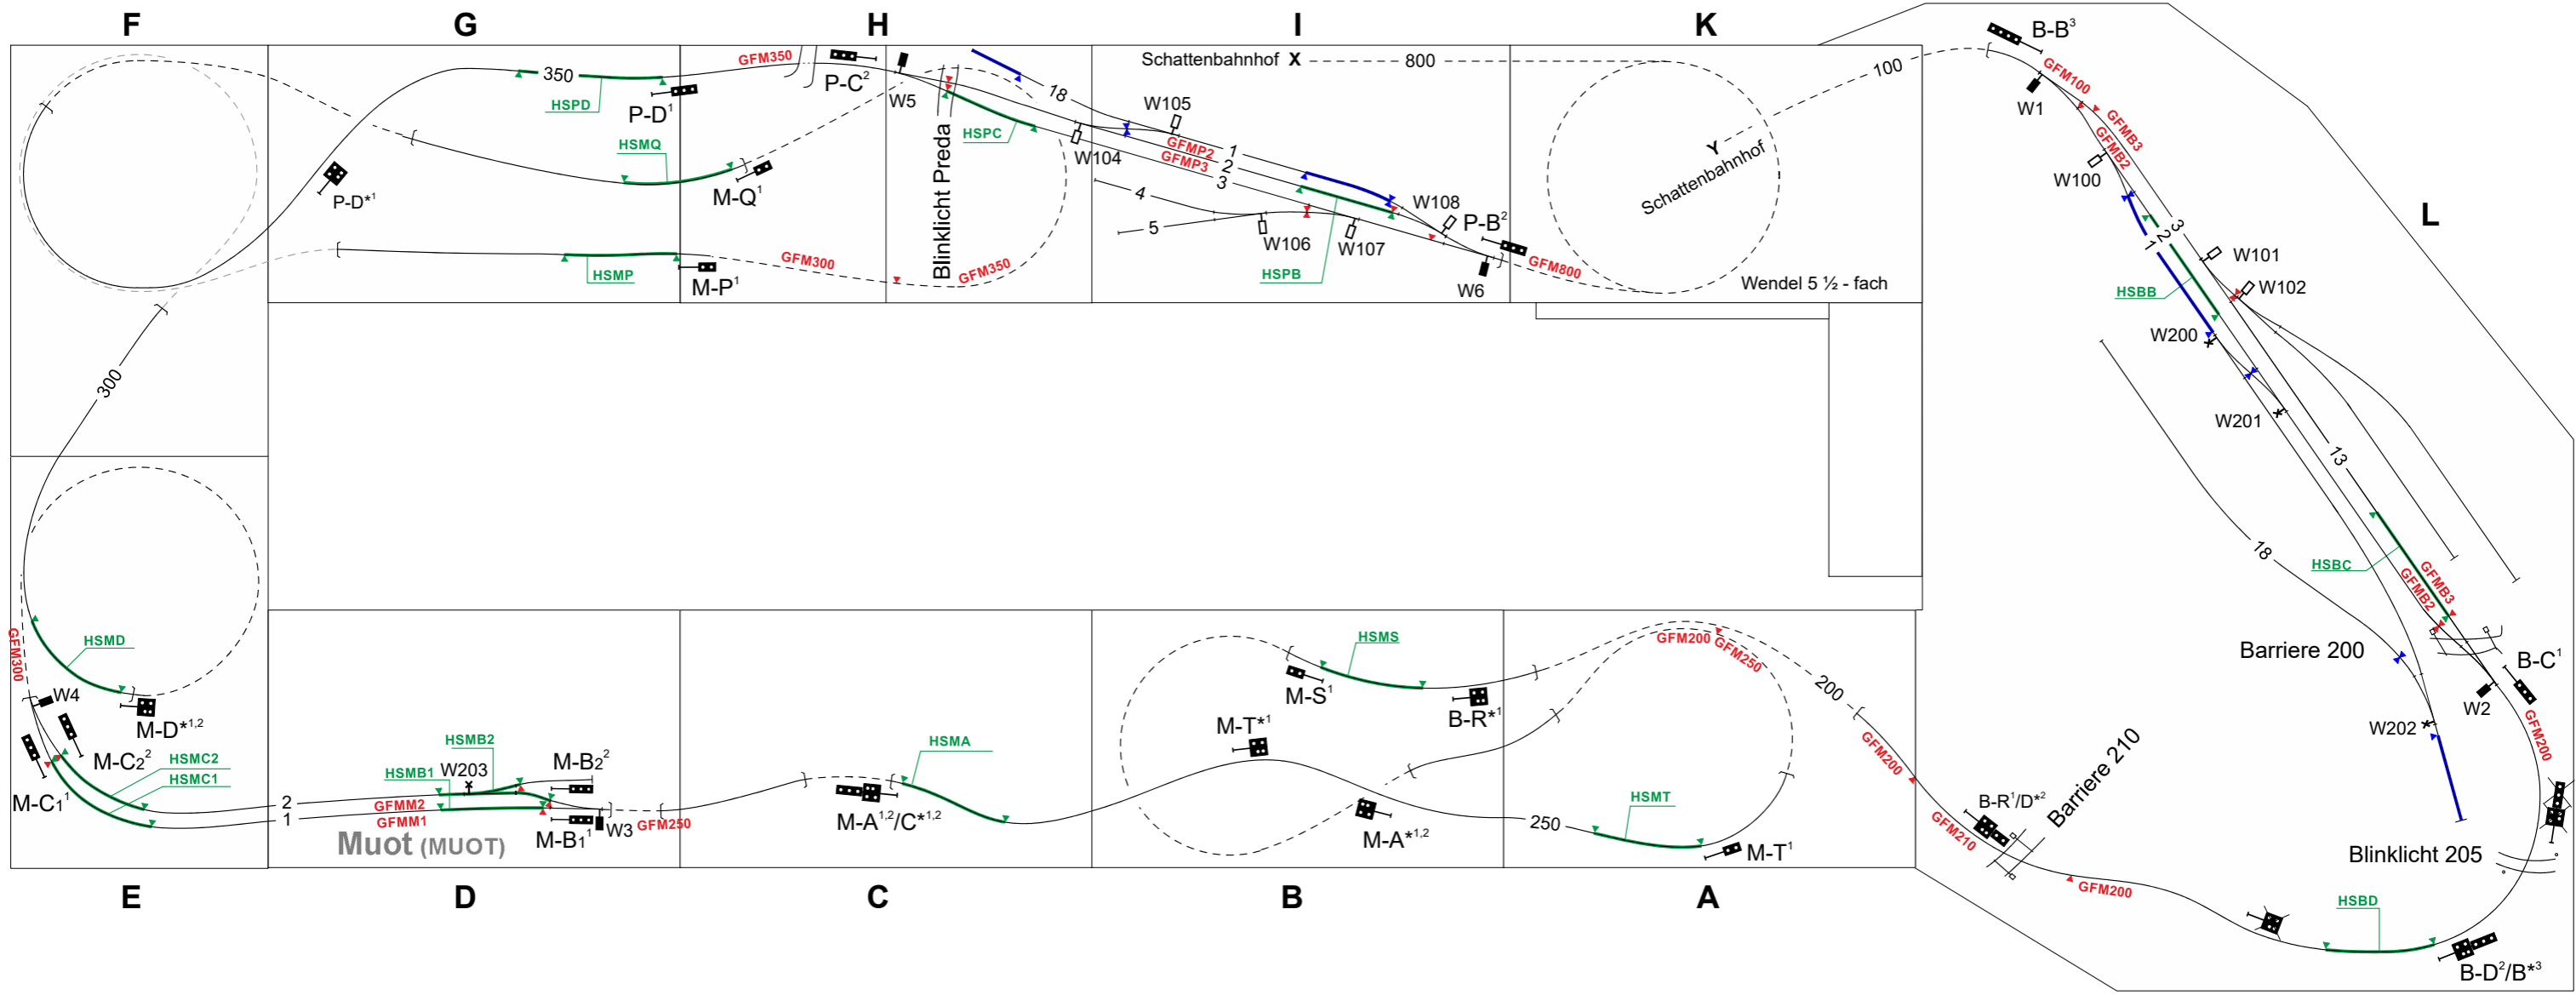 F
G
H
I
K
B-B³
GFM350
Schattenbahnhof X
800
100
350
HSPD
P-D¹
P-C²
W5
18
W105
GFM100
W1
GFMB3
GFMB2
W100
HSMQ
M-Q¹
P-D*¹
Blinklicht Preda
HSPC
W104
GFMP2
GFMP3
1
2
3
4
5
W106
W107
W108
P-B²
HSPB
W6
GFM800
Y
Schattenbahnhof
Wendel 5 ½ - fach
L
3
2
1
W101
W102
HSBB
W200
W201
HSMP
M-P¹
GFM300
GFM350
300
13
18
HSBC
GFMB3
GFMB2
Barriere 200
B-C¹
W2
W202
GFM200
GFM300
HSMD
W4
M-D*¹,²
M-C2²
HSMC2
HSMC1
M-C1¹
2
1
HSMB2
HSMB1
W203
M-B2²
GFMM2
GFMM1
M-B1¹
W3
GFM250
Muot (MUOT)
HSMA
M-A¹,²/C*¹,²
HSMS
M-S¹
B-R*¹
M-T*¹
M-A*¹,²
GFM200
GFM250
200
250
HSMT
M-T¹
GFM200
GFM210
B-R¹/D*²
Barriere 210
GFM200
Blinklicht 205
HSBD
B-D²/B*³
E
D
C
B
A